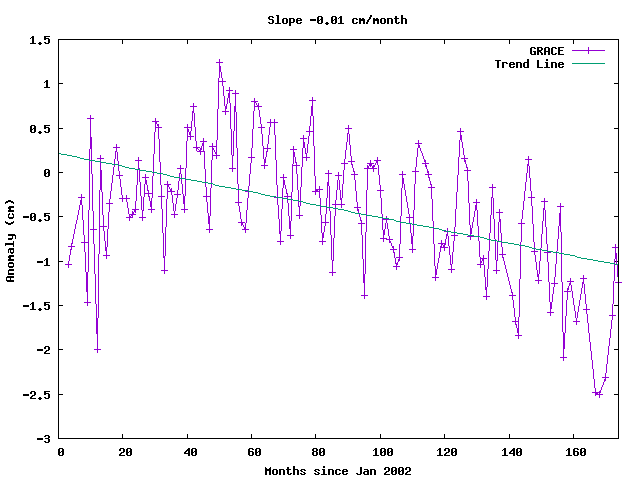 Slope -0.01 cm/month
GRACE
Trend Line
1.5
1
0.5
0
-0.5
-1
-1.5
-2
-2.5
-3
Anomaly (cm)
0 20 40 60 80 100 120 140 160
Months since Jan 2002